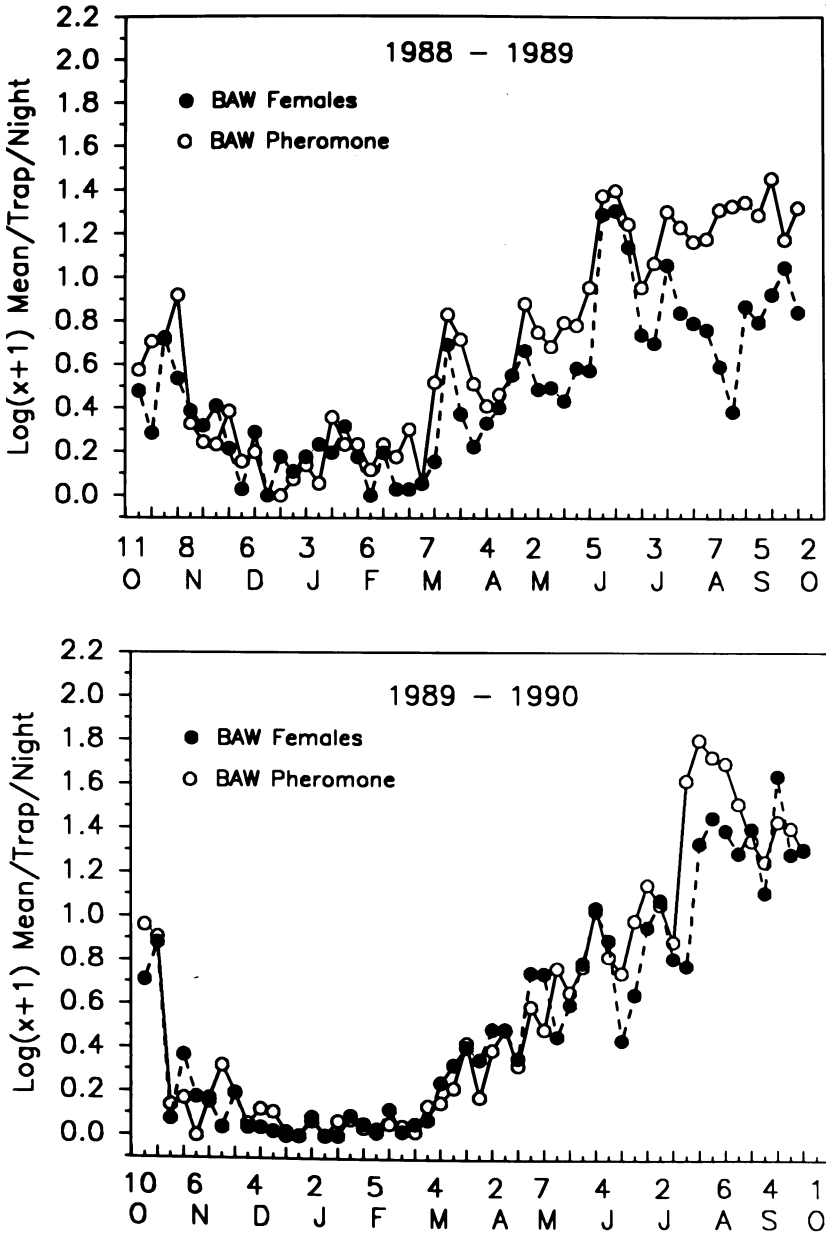 2.2
2.0
1.8
1.6
1.4
1.2
1.0
0.8
0.6
0.4
0.2
0.0
Log(x+1) Mean/Trap/Night
1988 – 1989
BAW Females
BAW Pheromone
11 8 6 3 6 7 4 2 5 3 7 5 2
O N D J F M A M J J A S O
2.2
2.0
1.8
1.6
1.4
1.2
1.0
0.8
0.6
0.4
0.2
0.0
Log(x+1) Mean/Trap/Night
1989 – 1990
BAW Females
BAW Pheromone
10 6 4 2 5 4 2 7 4 2 6 4 1
O N D J F M A M J J A S O